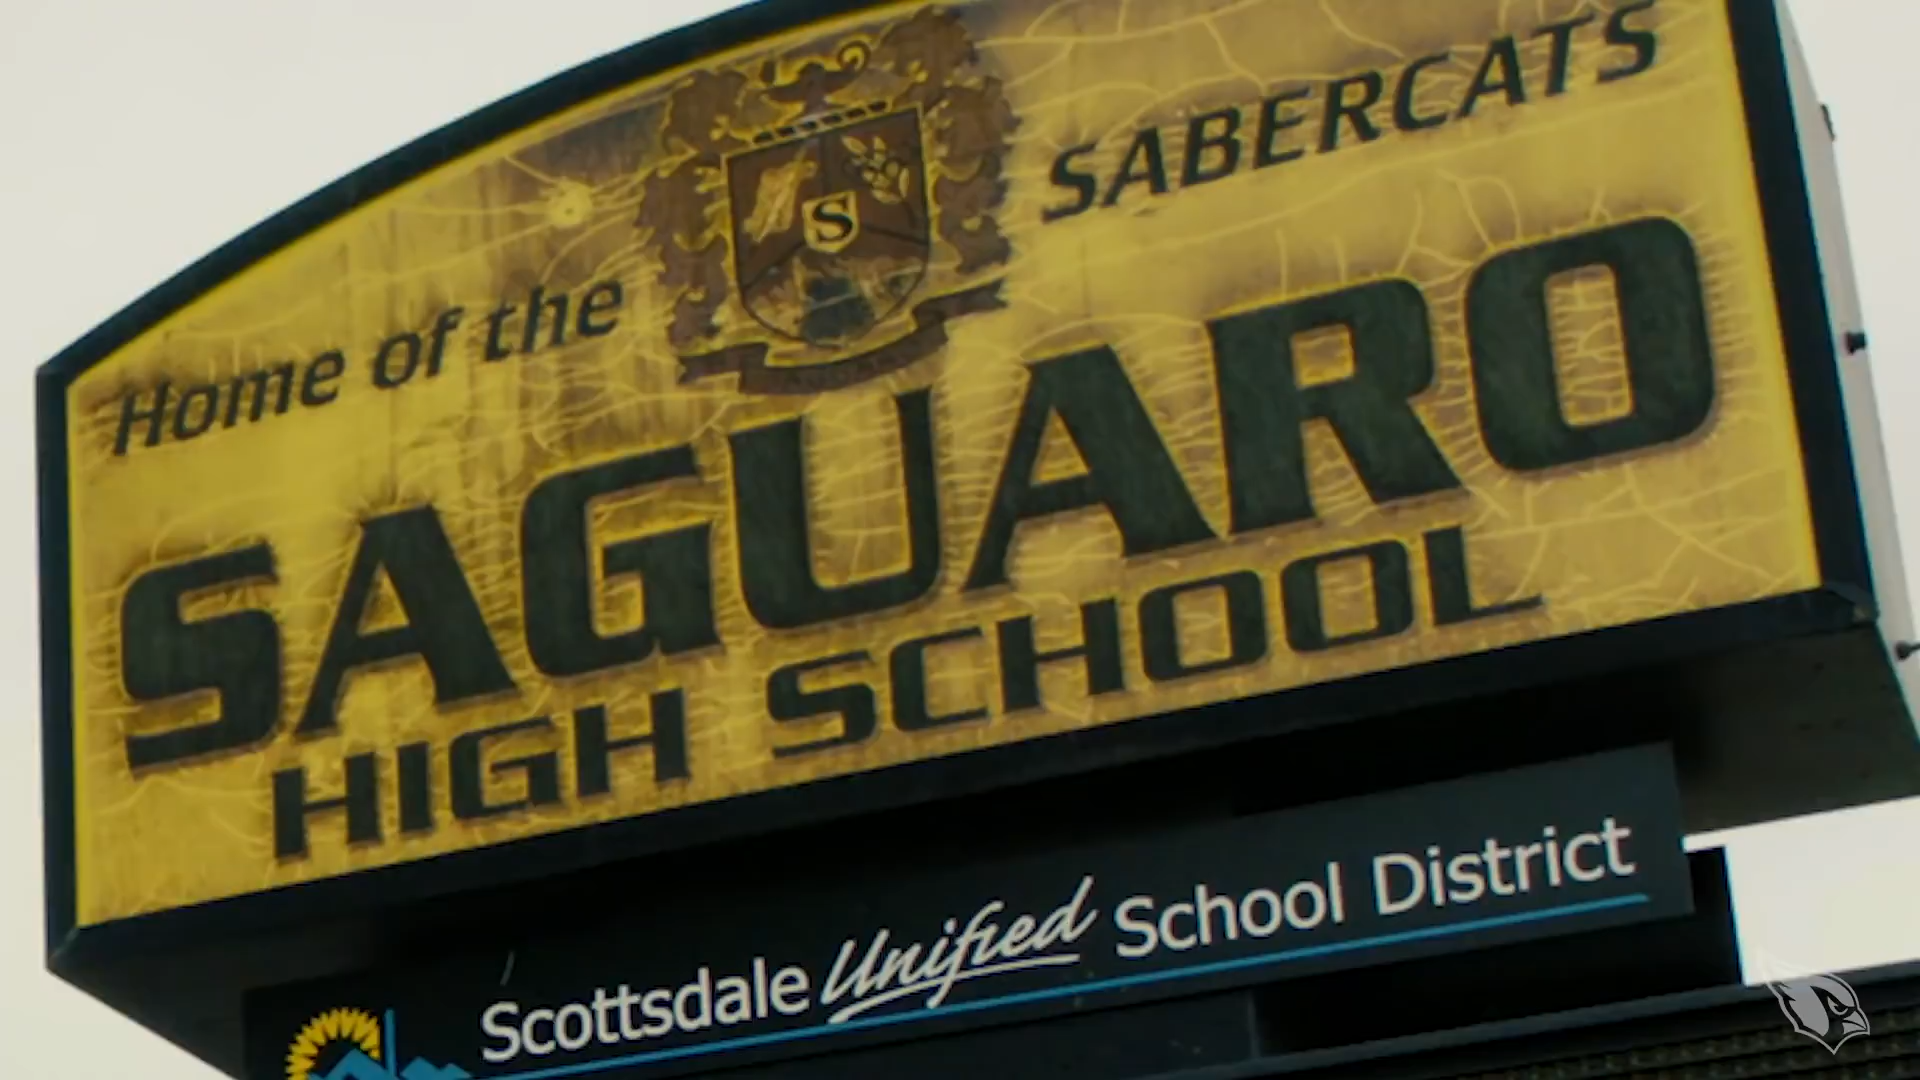 Home of the SABERCATS
S
SAGUARO
HIGH SCHOOL
Scottsdale Unified School District